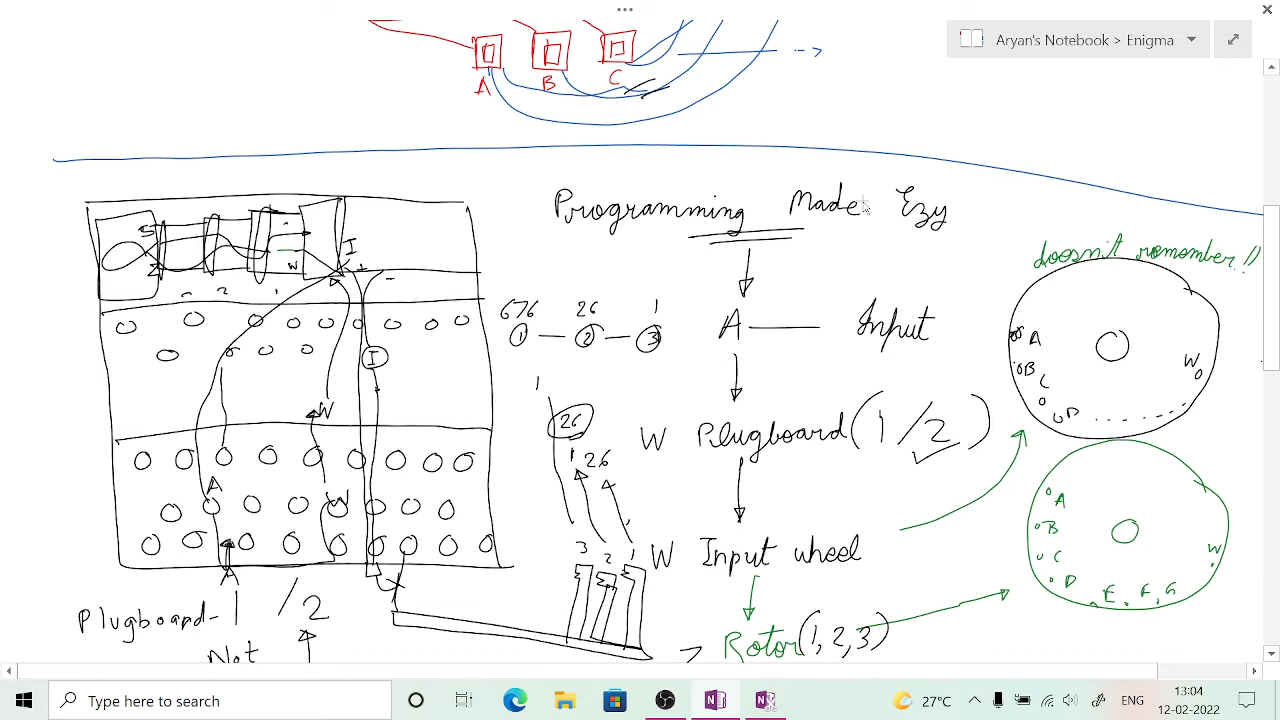 Aryan's Notebook > Enigma
A B C
Programming Made Ezy
doesn't remember!!
S I
+ -
W
2 1
676 26 1
1 — 2 — 3
A — Input
A
B
C
D
W
I
1
26
1 26
W
W Plugboard (1/2)
A W
A
B
C
D E F G
W
3 2 1
W Input wheel
A
Plugboard-1 /2
Not
Rotor (1,2,3)
Type here to search
27°C
ENG
13:04
12-02-2022